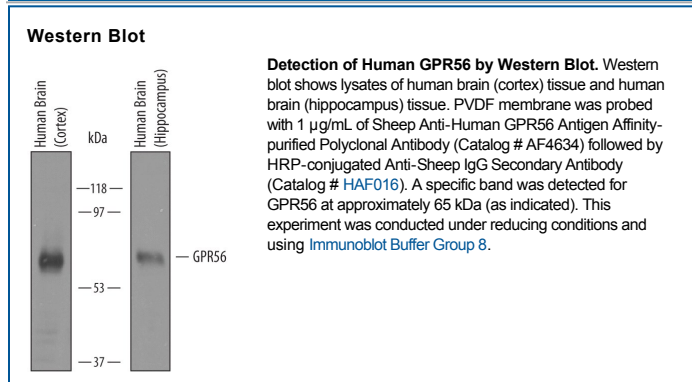 Western Blot
Human Brain
(Cortex)
kDa
Human Brain
(Hippocampus)
—118—
—97—
— GPR56
—53—
—37—
Detection of Human GPR56 by Western Blot. Western
blot shows lysates of human brain (cortex) tissue and human
brain (hippocampus) tissue. PVDF membrane was probed
with 1 µg/mL of Sheep Anti-Human GPR56 Antigen Affinity-
purified Polyclonal Antibody (Catalog # AF4634) followed by
HRP-conjugated Anti-Sheep IgG Secondary Antibody
(Catalog # HAF016). A specific band was detected for
GPR56 at approximately 65 kDa (as indicated). This
experiment was conducted under reducing conditions and
using Immunoblot Buffer Group 8.